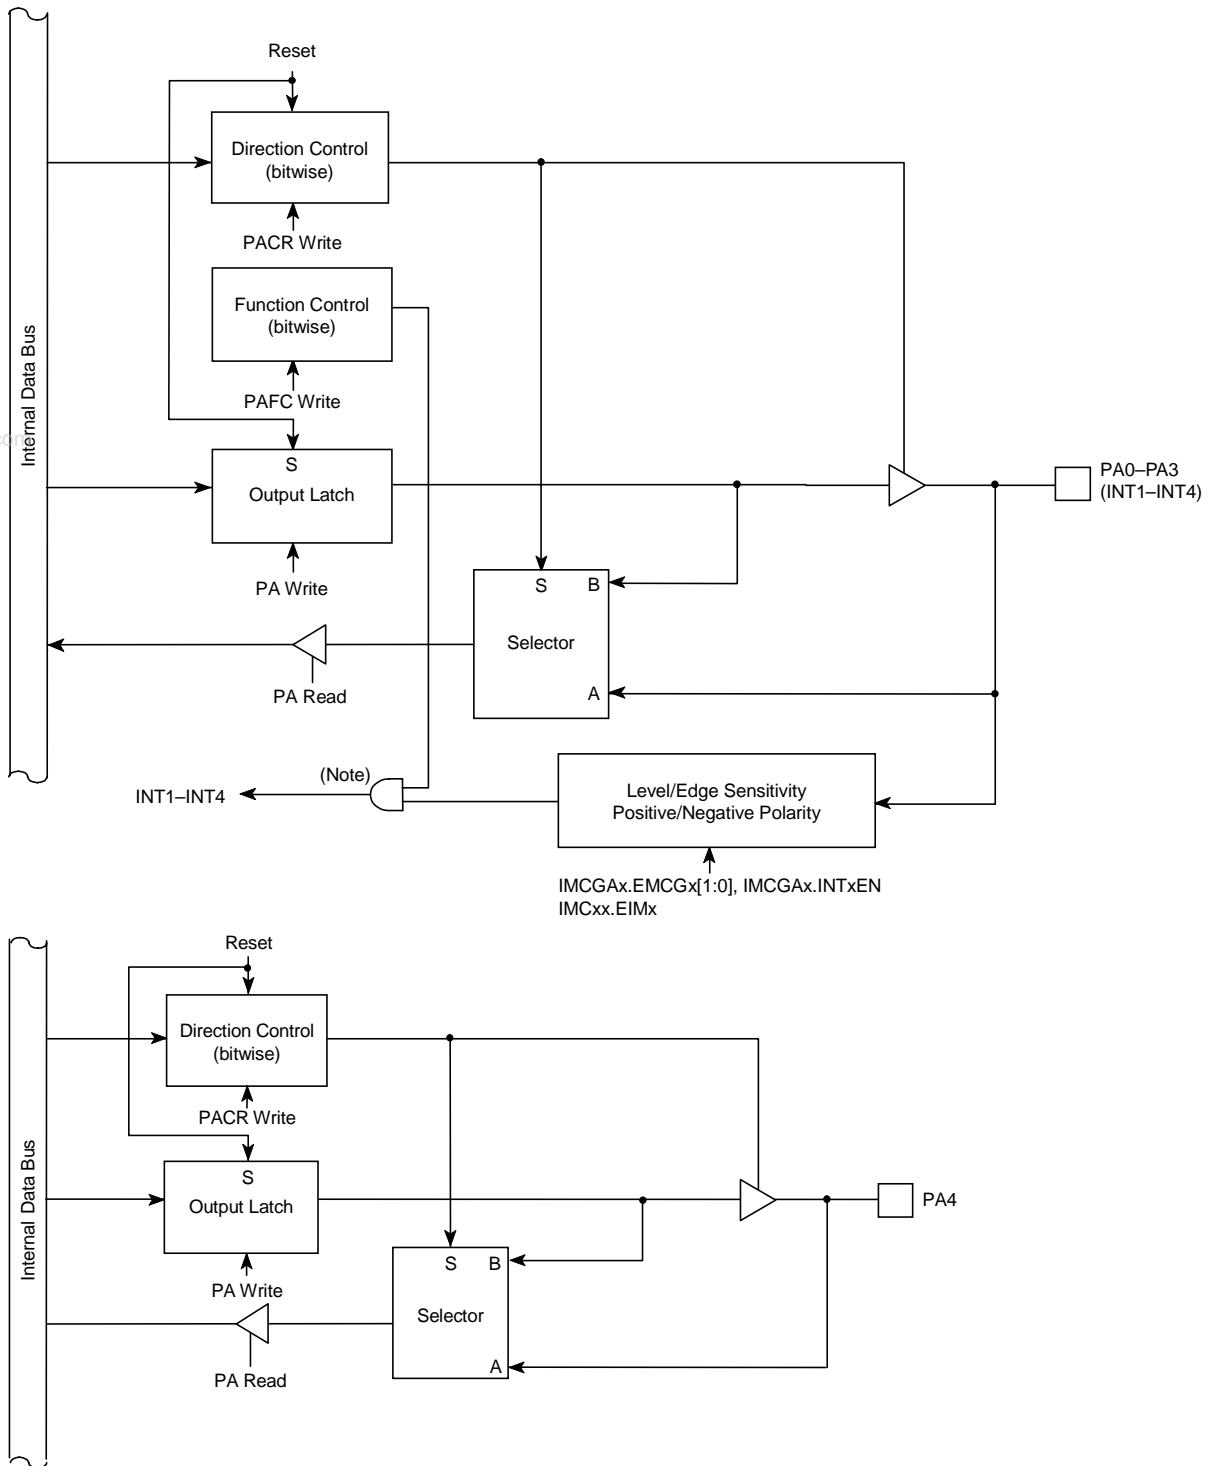 Reset
Direction Control
(bitwise)
PACR Write
Function Control
(bitwise)
PAFC Write
Internal Data Bus
com
S
Output Latch
PA Write
PA0–PA3
(INT1–INT4)
S
B
Selector
A
PA Read
(Note)
INT1–INT4
Level/Edge Sensitivity
Positive/Negative Polarity
IMCGAx.EMCGx[1:0], IMCGAx.INTxEN
IMCxx.EIMx
Reset
Direction Control
(bitwise)
PACR Write
Internal Data Bus
S
Output Latch
PA Write
PA4
S
B
Selector
A
PA Read